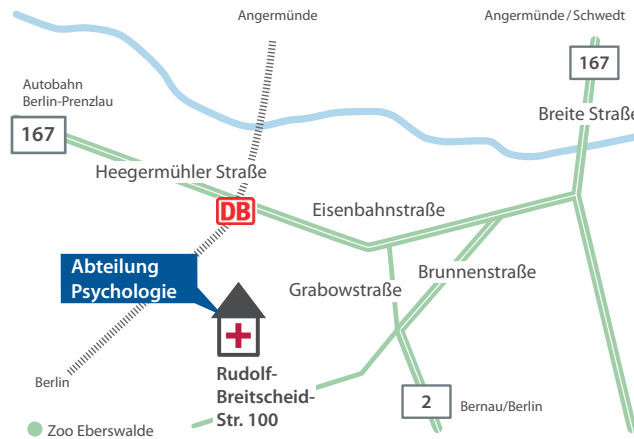 Angermünde
Angermünde/Schwedt
167
Autobahn
Berlin-Prenzlau
167
Breite Straße
Heegermühler Straße
DB
Eisenbahnstraße
Abteilung
Psychologie
Brunnenstraße
Grabowstraße
Rudolf-
Breitscheid-
Str. 100
Berlin
2
Bernau/Berlin
Zoo Eberswalde